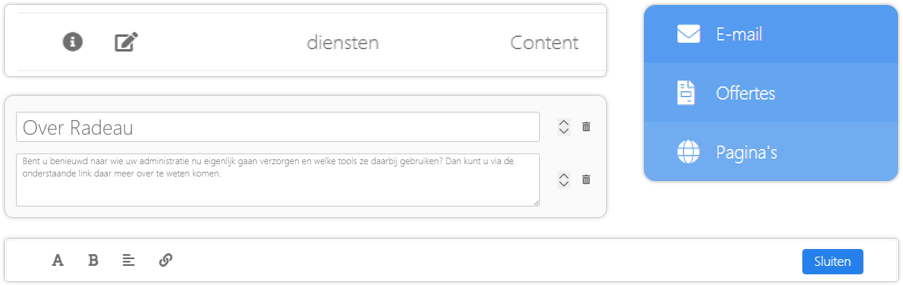 diensten Content
Over Radeau
Bent u benieuwd naar wie uw administratie nu eigenlijk gaan verzorgen en welke tools ze daarbij gebruiken? Dan kunt u via de
onderstaande link daar meer over te weten komen.
A B
Sluiten
E-mail
Offertes
Pagina's